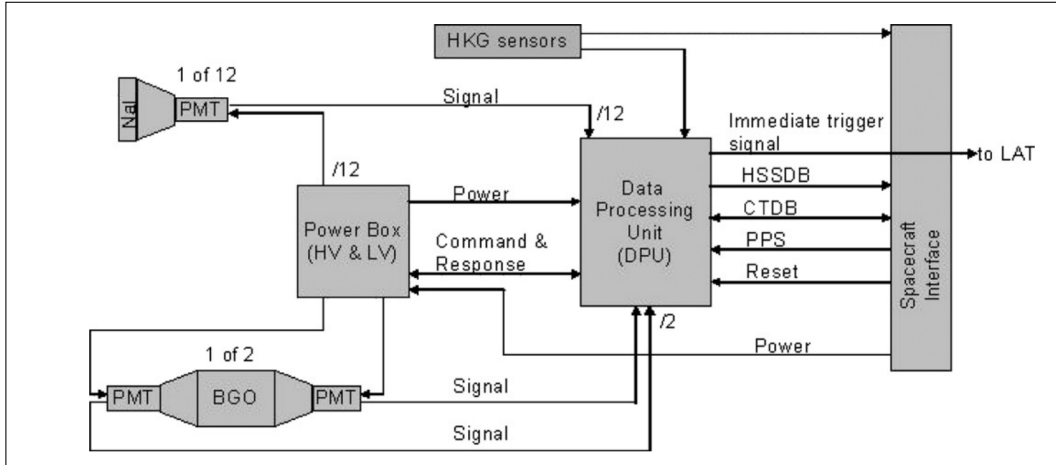 HKG sensors
1 of 12
NaI
PMT
Signal
/12
Immediate trigger
signal
to LAT
/12
Data
Processing
Unit
(DPU)
HSSDB
Power Box
(HV & LV)
Power
CTDB
Command &
Response
PPS
Reset
Spacecraft
Interface
/2
Power
1 of 2
PMT
BGO
PMT
Signal
Signal